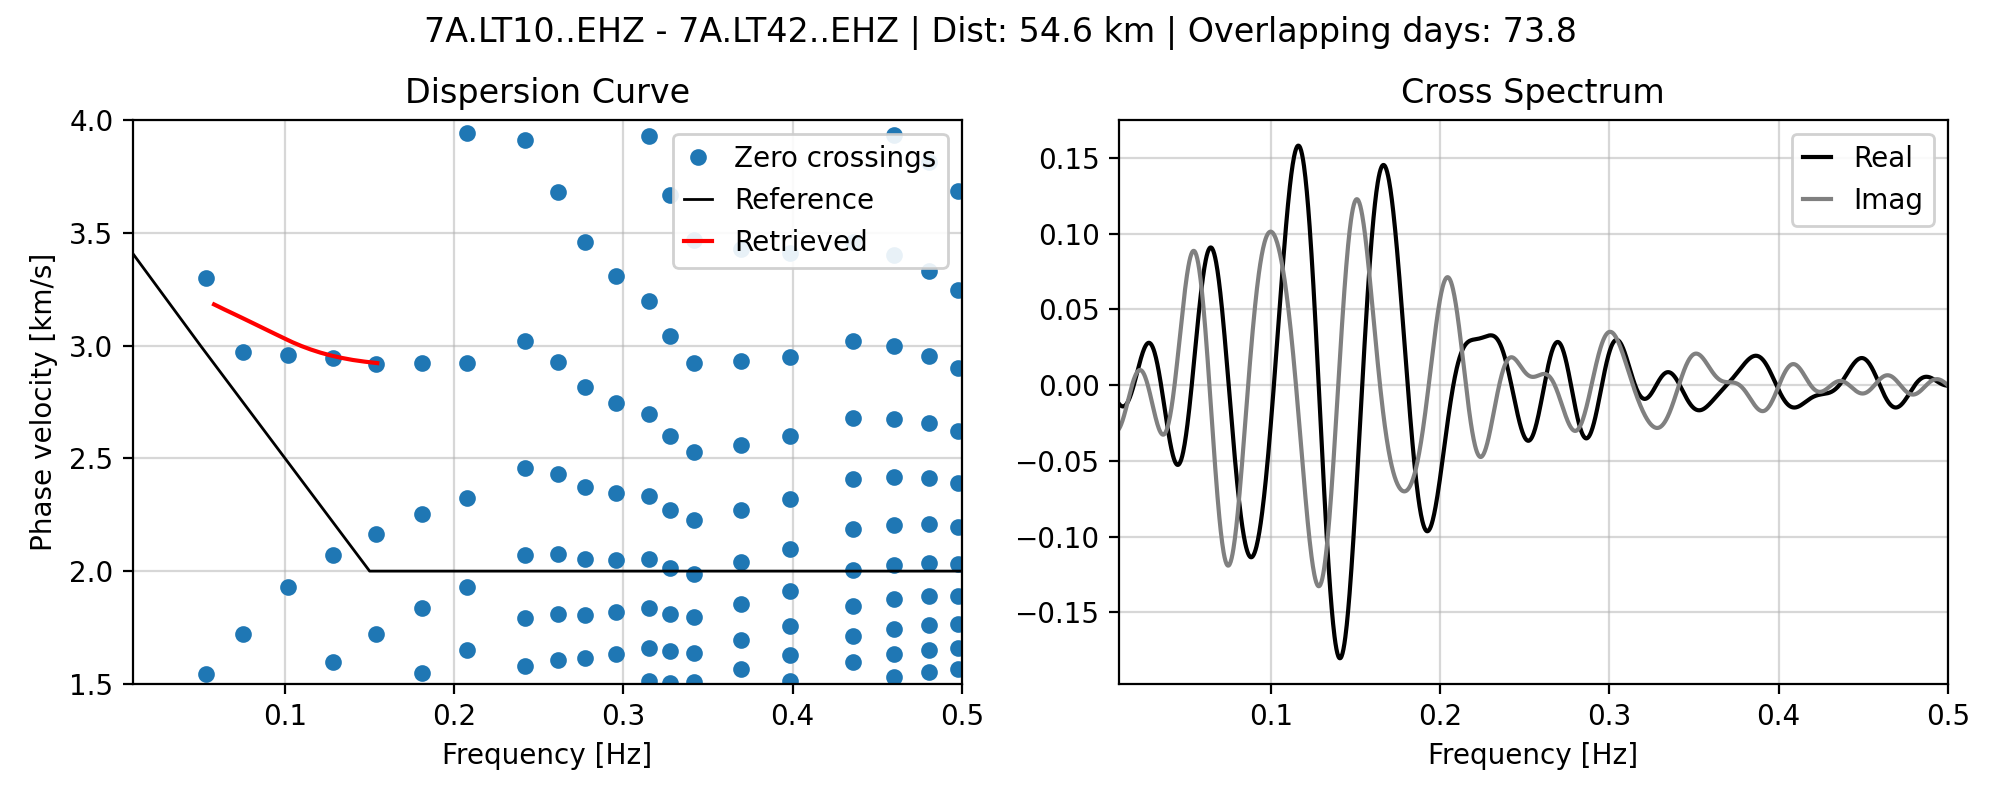 7A.LT10..EHZ - 7A.LT42..EHZ | Dist: 54.6 km | Overlapping days: 73.8
Dispersion Curve
4.0
3.5
3.0
2.5
2.0
1.5
Phase velocity [km/s]
Zero crossings
Reference
Retrieved
0.1
0.2
0.3
0.4
0.5
Frequency [Hz]
Cross Spectrum
0.15
0.10
0.05
0.00
−0.05
−0.10
−0.15
Real
Imag
0.1
0.2
0.3
0.4
0.5
Frequency [Hz]